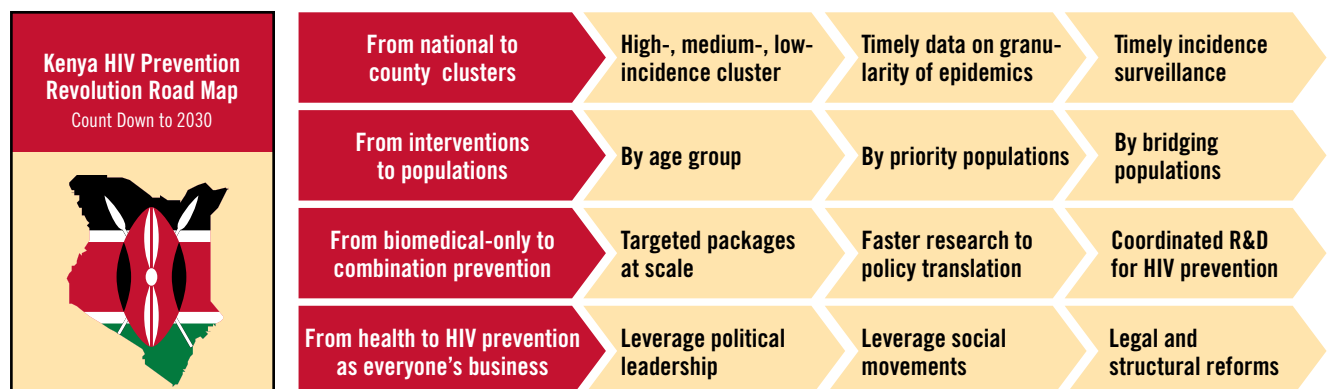 Kenya HIV Prevention
Revolution Road Map
Count Down to 2030
From national to
county clusters
High-, medium-, low-
incidence cluster
Timely data on granu-
larity of epidemics
Timely incidence
surveillance
From interventions
to populations
By age group
By priority populations
By bridging
populations
From biomedical-only to
combination prevention
Targeted packages
at scale
Faster research to
policy translation
Coordinated R&D
for HIV prevention
From health to HIV prevention
as everyone’s business
Leverage political
leadership
Leverage social
movements
Legal and
structural reforms